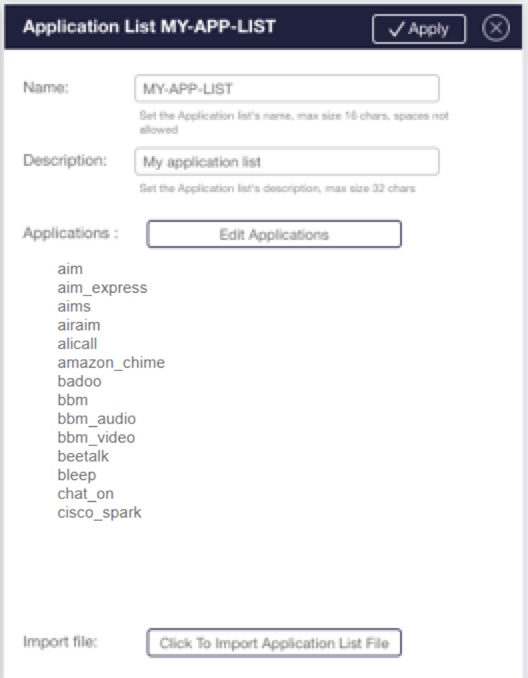 Application List MY-APP-LIST
Apply
Name:
MY-APP-LIST
Set the Application list's name, max size 16 chars, spaces not
allowed
Description:
My application list
Set the Application list's description, max size 32 chars
Applications :
Edit Applications
aim
aim_express
aims
airaim
alicall
amazon_chime
badoo
bbm
bbm_audio
bbm_video
beetalk
bleep
chat_on
cisco_spark
Import file:
Click To Import Application List File